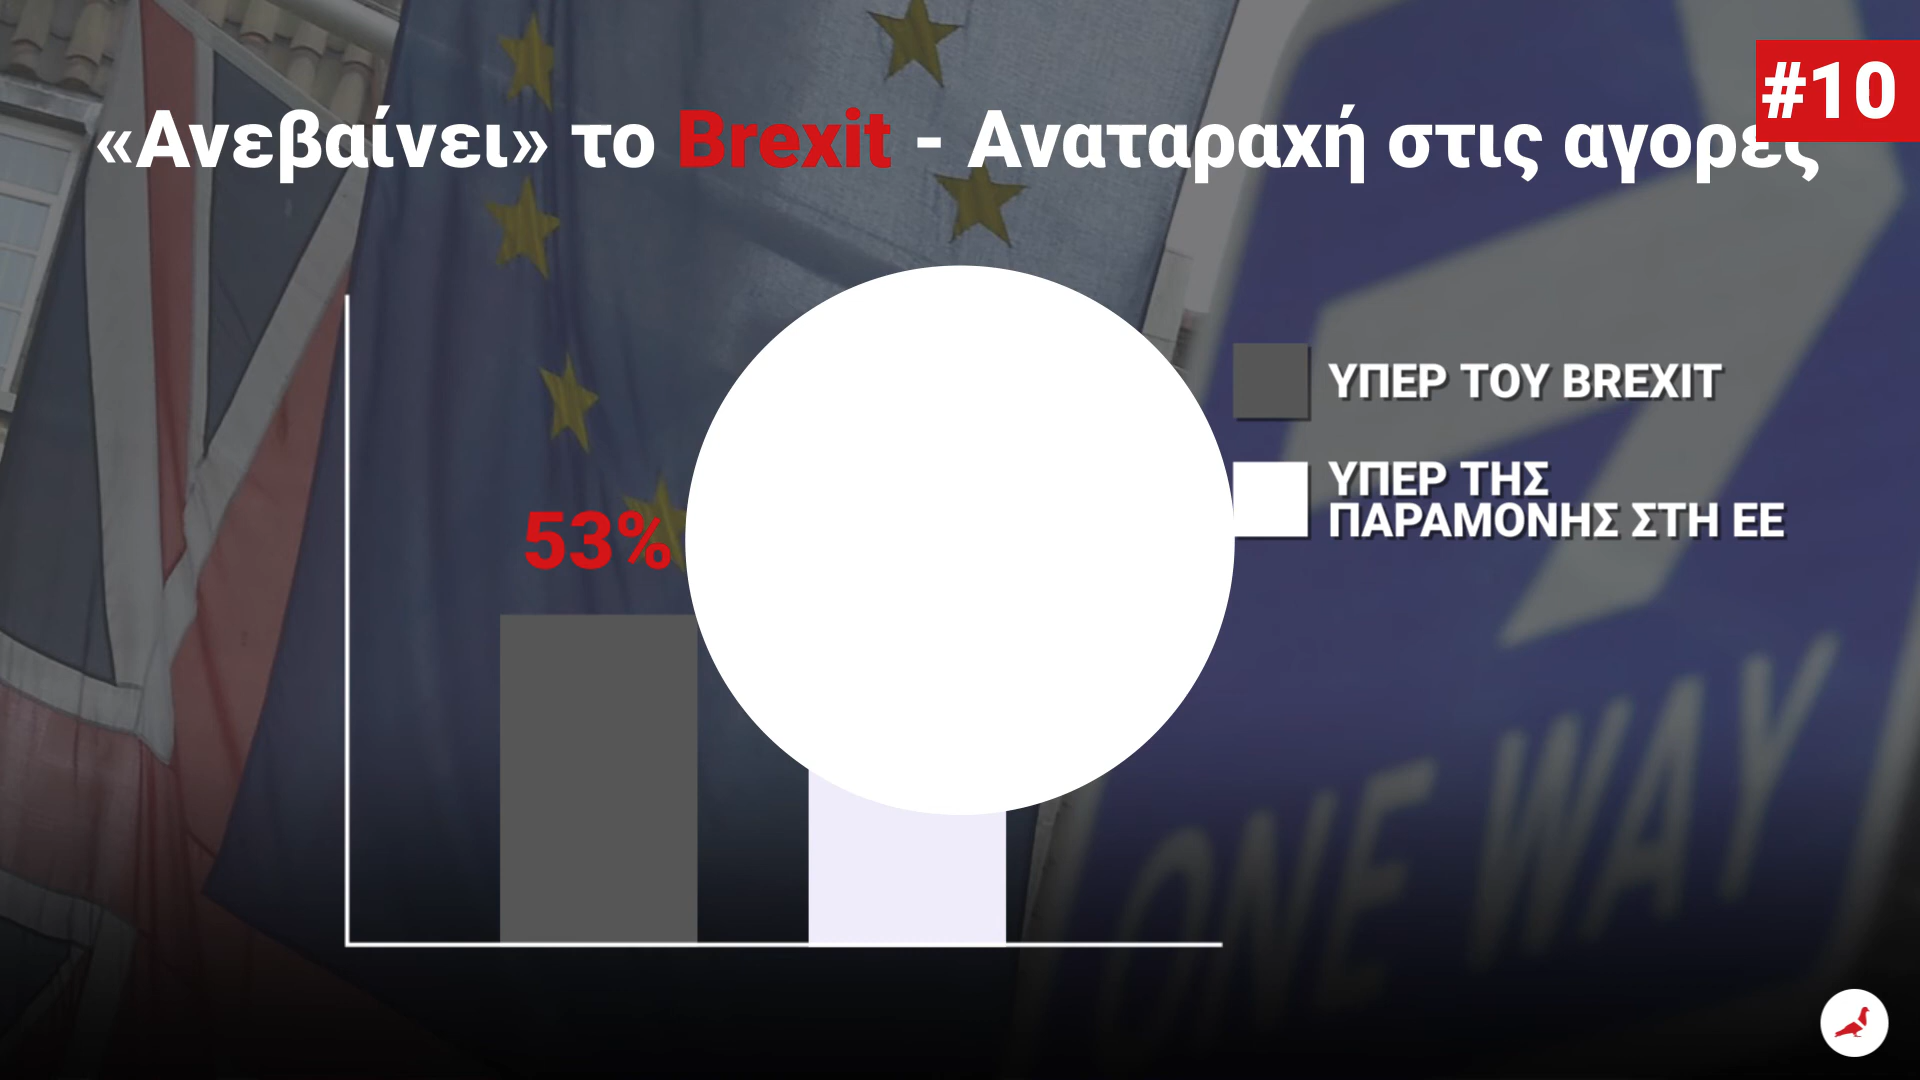 #10
«Ανεβαίνει» το Brexit - Αναταραχή στις αγορές
ΥΠΕΡ ΤΟΥ BREXIT
ΥΠΕΡ ΤΗΣ
ΠΑΡΑΜΟΝΗΣ ΣΤΗ ΕΕ
53%
ONE WAY